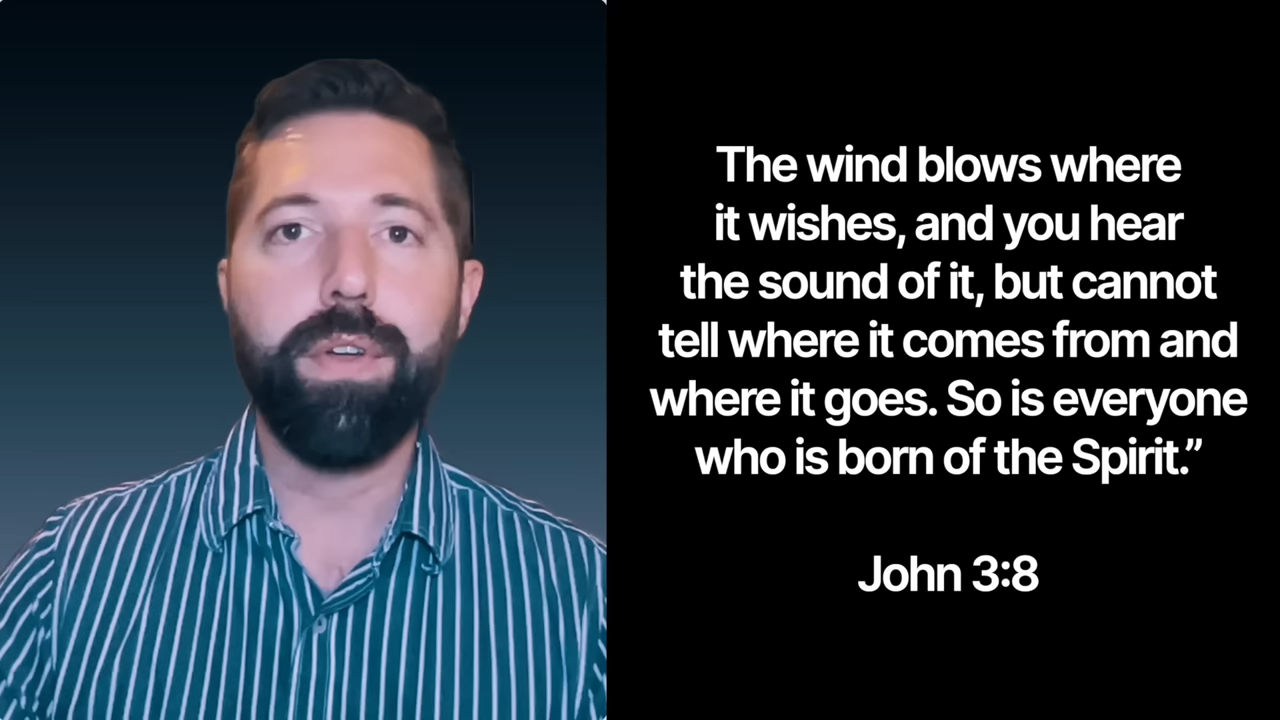 The wind blows where
it wishes, and you hear
the sound of it, but cannot
tell where it comes from and
where it goes. So is everyone
who is born of the Spirit.”
John 3:8